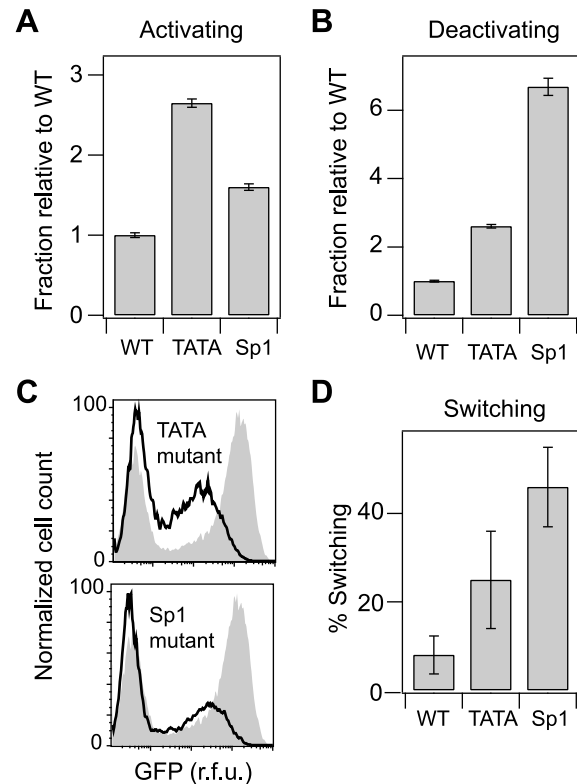 A
Activating
Fraction relative to WT
3
2
1
0
WT
TATA
Sp1
B
Deactivating
Fraction relative to WT
6
4
2
0
WT
TATA
Sp1
C
Normalized cell count
100
TATA
mutant
0
100
Sp1
mutant
0
GFP (r.f.u.)
D
Switching
% Switching
40
20
0
WT
TATA
Sp1